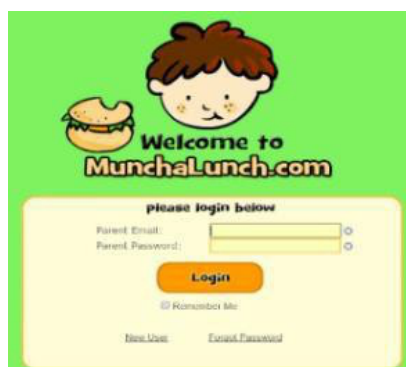 Welcome to
MunchaLunch.com
please login below
Parent Email:
Parent Password:
Login
Remember Me
New User Forgot Password